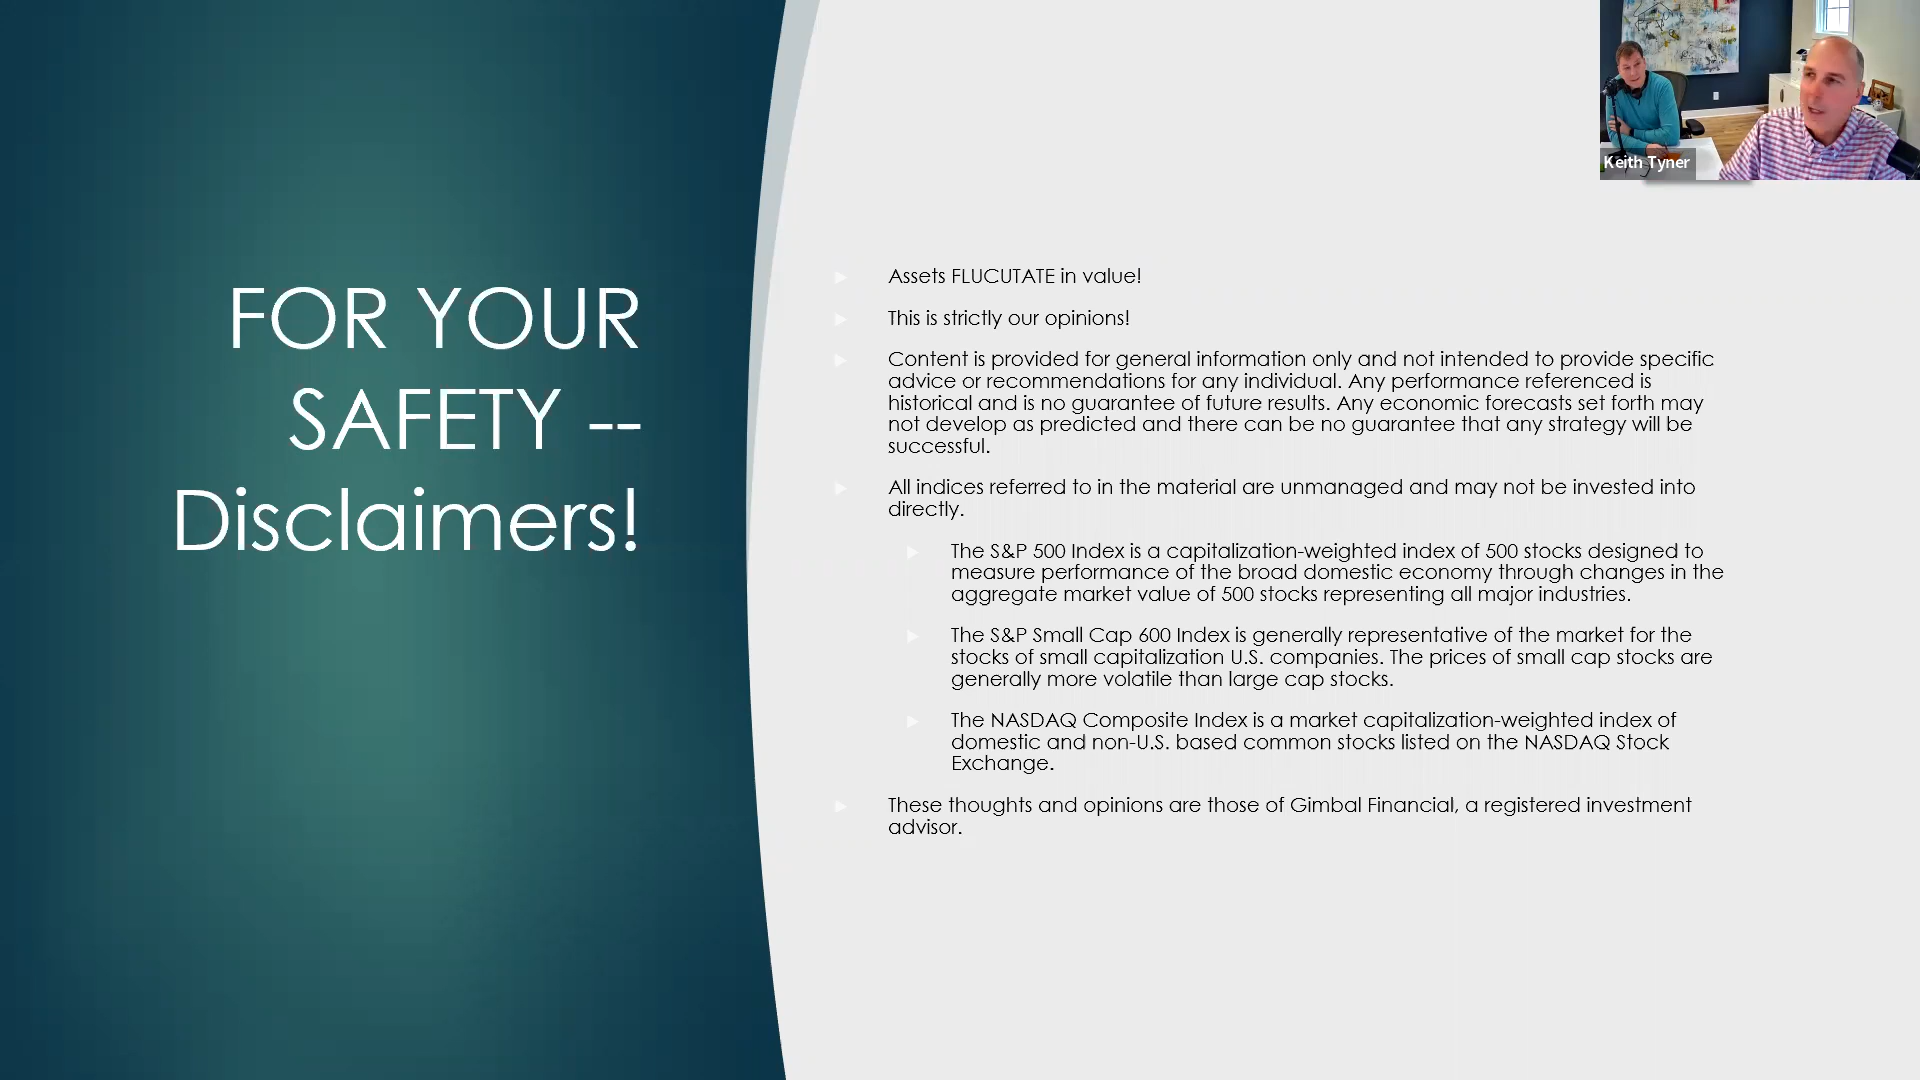 FOR YOUR
SAFETY --
Disclaimers!
Assets FLUCUTATE in value!
This is strictly our opinions!
Content is provided for general information only and not intended to provide specific
advice or recommendations for any individual. Any performance referenced is
historical and is no guarantee of future results. Any economic forecasts set forth may
not develop as predicted and there can be no guarantee that any strategy will be
successful.
All indices referred to in the material are unmanaged and may not be invested into
directly.
The S&P 500 Index is a capitalization-weighted index of 500 stocks designed to
measure performance of the broad domestic economy through changes in the
aggregate market value of 500 stocks representing all major industries.
The S&P Small Cap 600 Index is generally representative of the market for the
stocks of small capitalization U.S. companies. The prices of small cap stocks are
generally more volatile than large cap stocks.
The NASDAQ Composite Index is a market capitalization-weighted index of
domestic and non-U.S. based common stocks listed on the NASDAQ Stock
Exchange.
These thoughts and opinions are those of Gimbal Financial, a registered investment
advisor.
Keith Tyner